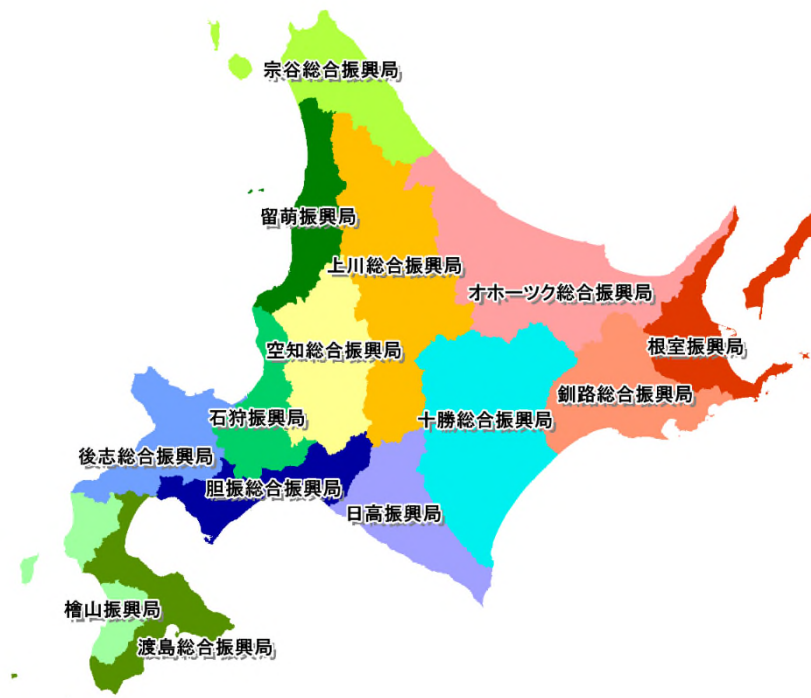 宗谷総合振興局
留萌振興局
上川総合振興局
オホーツク総合振興局
空知総合振興局
根室振興局
釧路総合振興局
石狩振興局
十勝総合振興局
後志総合振興局
胆振総合振興局
日高振興局
檜山振興局
渡島総合振興局